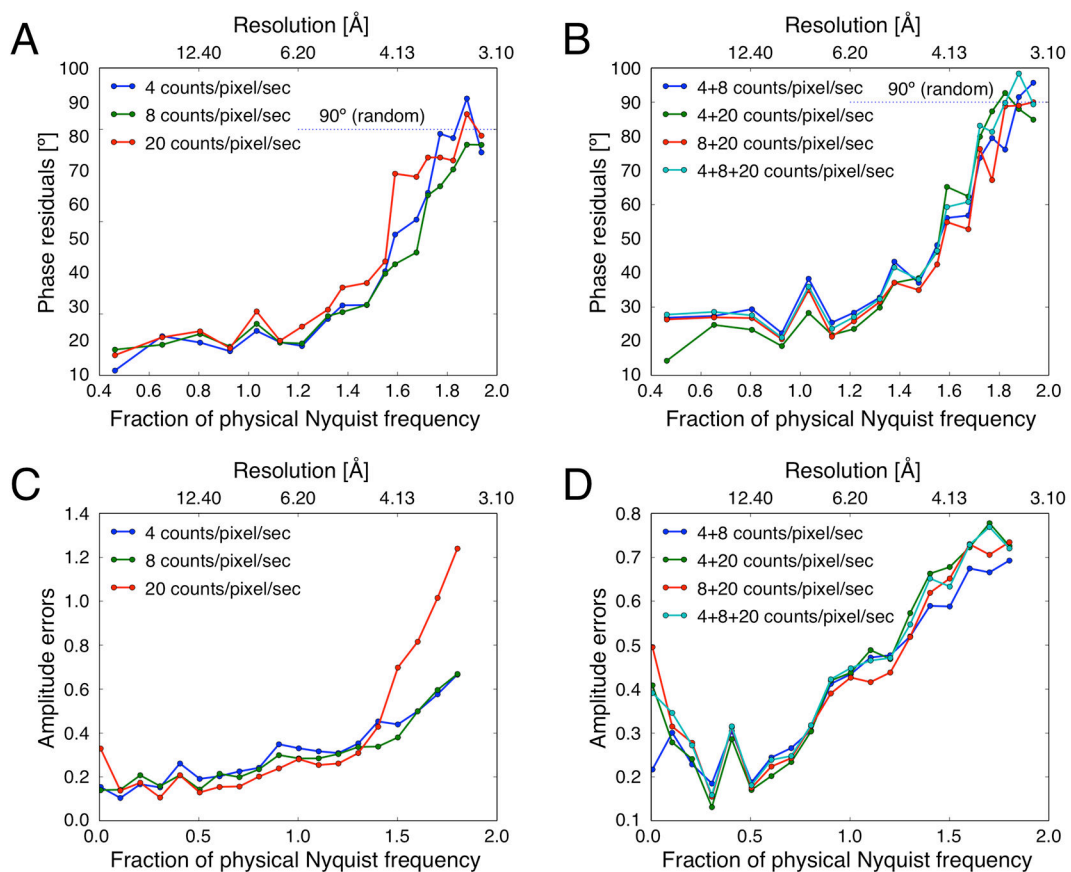 A
Resolution [Å]
12.40 6.20 4.13 3.10
100
90
80
70
60
50
40
30
20
10
Phase residuals [°]
4 counts/pixel/sec
8 counts/pixel/sec
20 counts/pixel/sec
90° (random)
0.4 0.6 0.8 1.0 1.2 1.4 1.6 1.8 2.0
Fraction of physical Nyquist frequency
B
Resolution [Å]
12.40 6.20 4.13 3.10
100
90
80
70
60
50
40
30
20
10
Phase residuals [°]
4+8 counts/pixel/sec
4+20 counts/pixel/sec
8+20 counts/pixel/sec
4+8+20 counts/pixel/sec
90° (random)
0.4 0.6 0.8 1.0 1.2 1.4 1.6 1.8 2.0
Fraction of physical Nyquist frequency
C
Resolution [Å]
12.40 6.20 4.13 3.10
1.4
1.2
1.0
0.8
0.6
0.4
0.2
0.0
Amplitude errors
4 counts/pixel/sec
8 counts/pixel/sec
20 counts/pixel/sec
0.0 0.5 1.0 1.5 2.0
Fraction of physical Nyquist frequency
D
Resolution [Å]
12.40 6.20 4.13 3.10
0.8
0.7
0.6
0.5
0.4
0.3
0.2
0.1
Amplitude errors
4+8 counts/pixel/sec
4+20 counts/pixel/sec
8+20 counts/pixel/sec
4+8+20 counts/pixel/sec
0.0 0.5 1.0 1.5 2.0
Fraction of physical Nyquist frequency